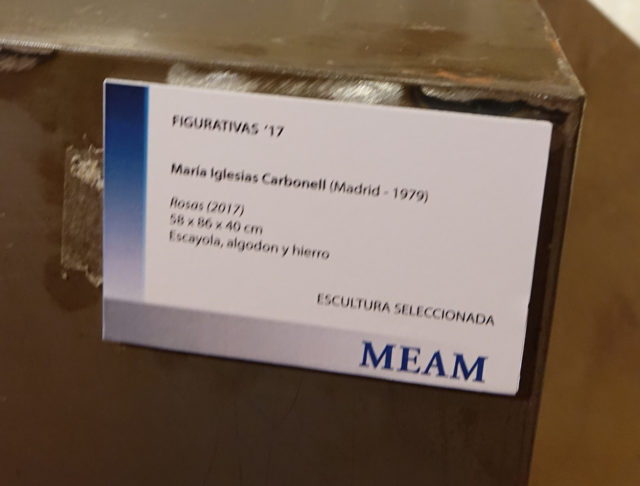 FIGURATIVAS '17
María Iglesias Carbonell (Madrid - 1979)
Rosas (2017)
58 x 86 x 40 cm
Escayola, algodon y hierro
ESCULTURA SELECCIONADA
MEAM